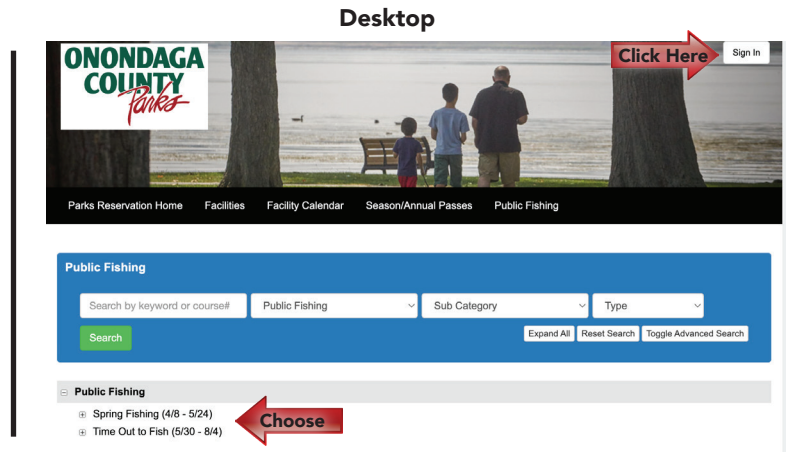 Desktop
ONONDAGA
COUNTY
Parks
Click Here
Sign In
Parks Reservation Home Facilities Facility Calendar Season/Annual Passes Public Fishing
Public Fishing
Search by keyword or course# Public Fishing Sub Category Type
Search Expand All Reset Search Toggle Advanced Search
Public Fishing
Spring Fishing (4/8 - 5/24)
Time Out to Fish (5/30 - 8/4)
Choose